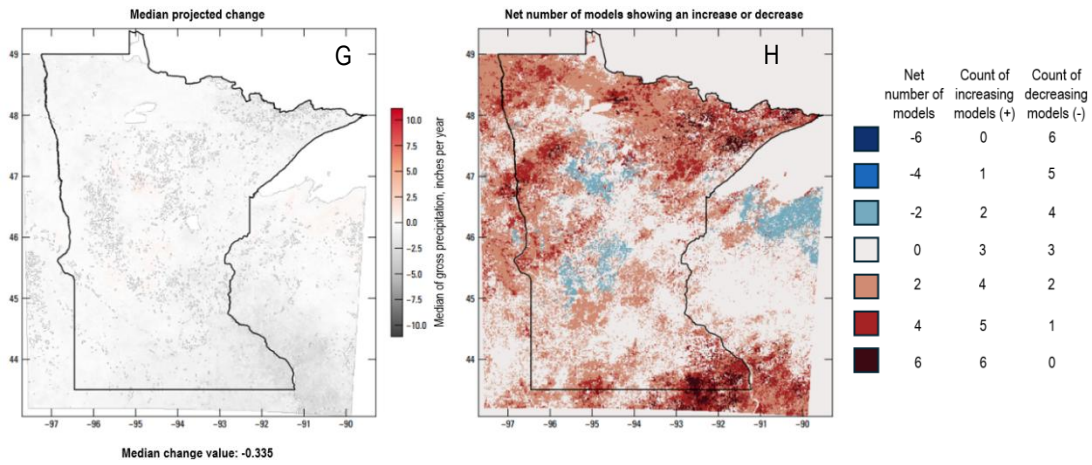 Median projected change
G
49
48
47
46
45
44
-97 -96 -95 -94 -93 -92 -91 -90
10.0
7.5
5.0
2.5
0.0
-2.5
-5.0
-7.5
-10.0
Median of gross precipitation, inches per year
Median change value: -0.335
Net number of models showing an increase or decrease
H
49
48
47
46
45
44
-97 -96 -95 -94 -93 -92 -91 -90
Net number of models Count of increasing models (+) Count of decreasing models (-)
-6 0 6
-4 1 5
-2 2 4
0 3 3
2 4 2
4 5 1
6 6 0